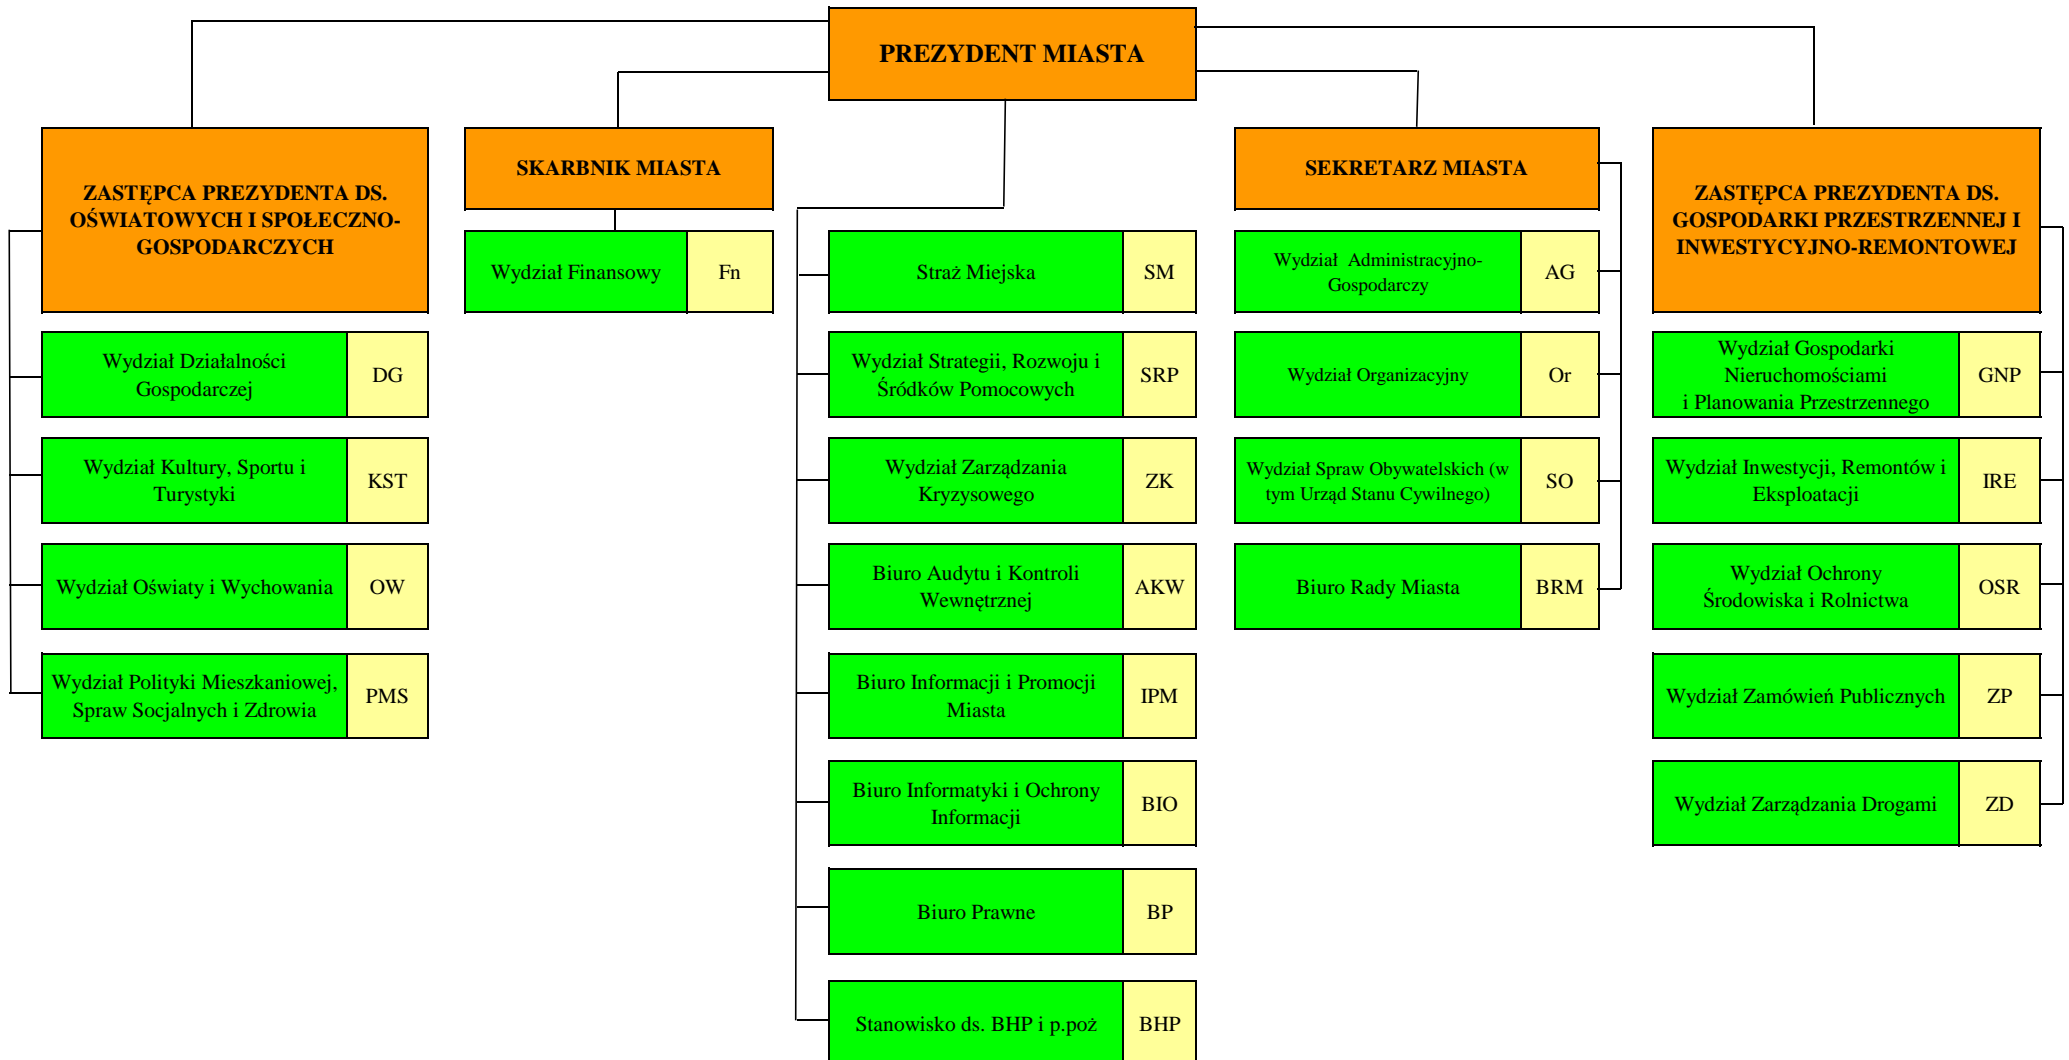 PREZYDENT MIASTA
ZASTĘPCA PREZYDENTA DS.
OŚWIATOWYCH I SPOŁECZNO-
GOSPODARCZYCH
Wydział Działalności
Gospodarczej
DG
Wydział Kultury, Sportu i
Turystyki
KST
Wydział Oświaty i Wychowania
OW
Wydział Polityki Mieszkaniowej,
Spraw Socjalnych i Zdrowia
PMS
SKARBNIK MIASTA
Wydział Finansowy
Fn
Straż Miejska
SM
Wydział Strategii, Rozwoju i
Śródków Pomocowych
SRP
Wydział Zarządzania
Kryzysowego
ZK
Biuro Audytu i Kontroli
Wewnętrznej
AKW
Biuro Informacji i Promocji
Miasta
IPM
Biuro Informatyki i Ochrony
Informacji
BIO
Biuro Prawne
BP
Stanowisko ds. BHP i p.poż
BHP
SEKRETARZ MIASTA
Wydział Administracyjno-
Gospodarczy
AG
Wydział Organizacyjny
Or
Wydział Spraw Obywatelskich (w
tym Urząd Stanu Cywilnego)
SO
Biuro Rady Miasta
BRM
ZASTĘPCA PREZYDENTA DS.
GOSPODARKI PRZESTRZENNEJ I
INWESTYCYJNO-REMONTOWEJ
Wydział Gospodarki
Nieruchomościami
i Planowania Przestrzennego
GNP
Wydział Inwestycji, Remontów i
Eksploatacji
IRE
Wydział Ochrony
Środowiska i Rolnictwa
OSR
Wydział Zamówień Publicznych
ZP
Wydział Zarządzania Drogami
ZD